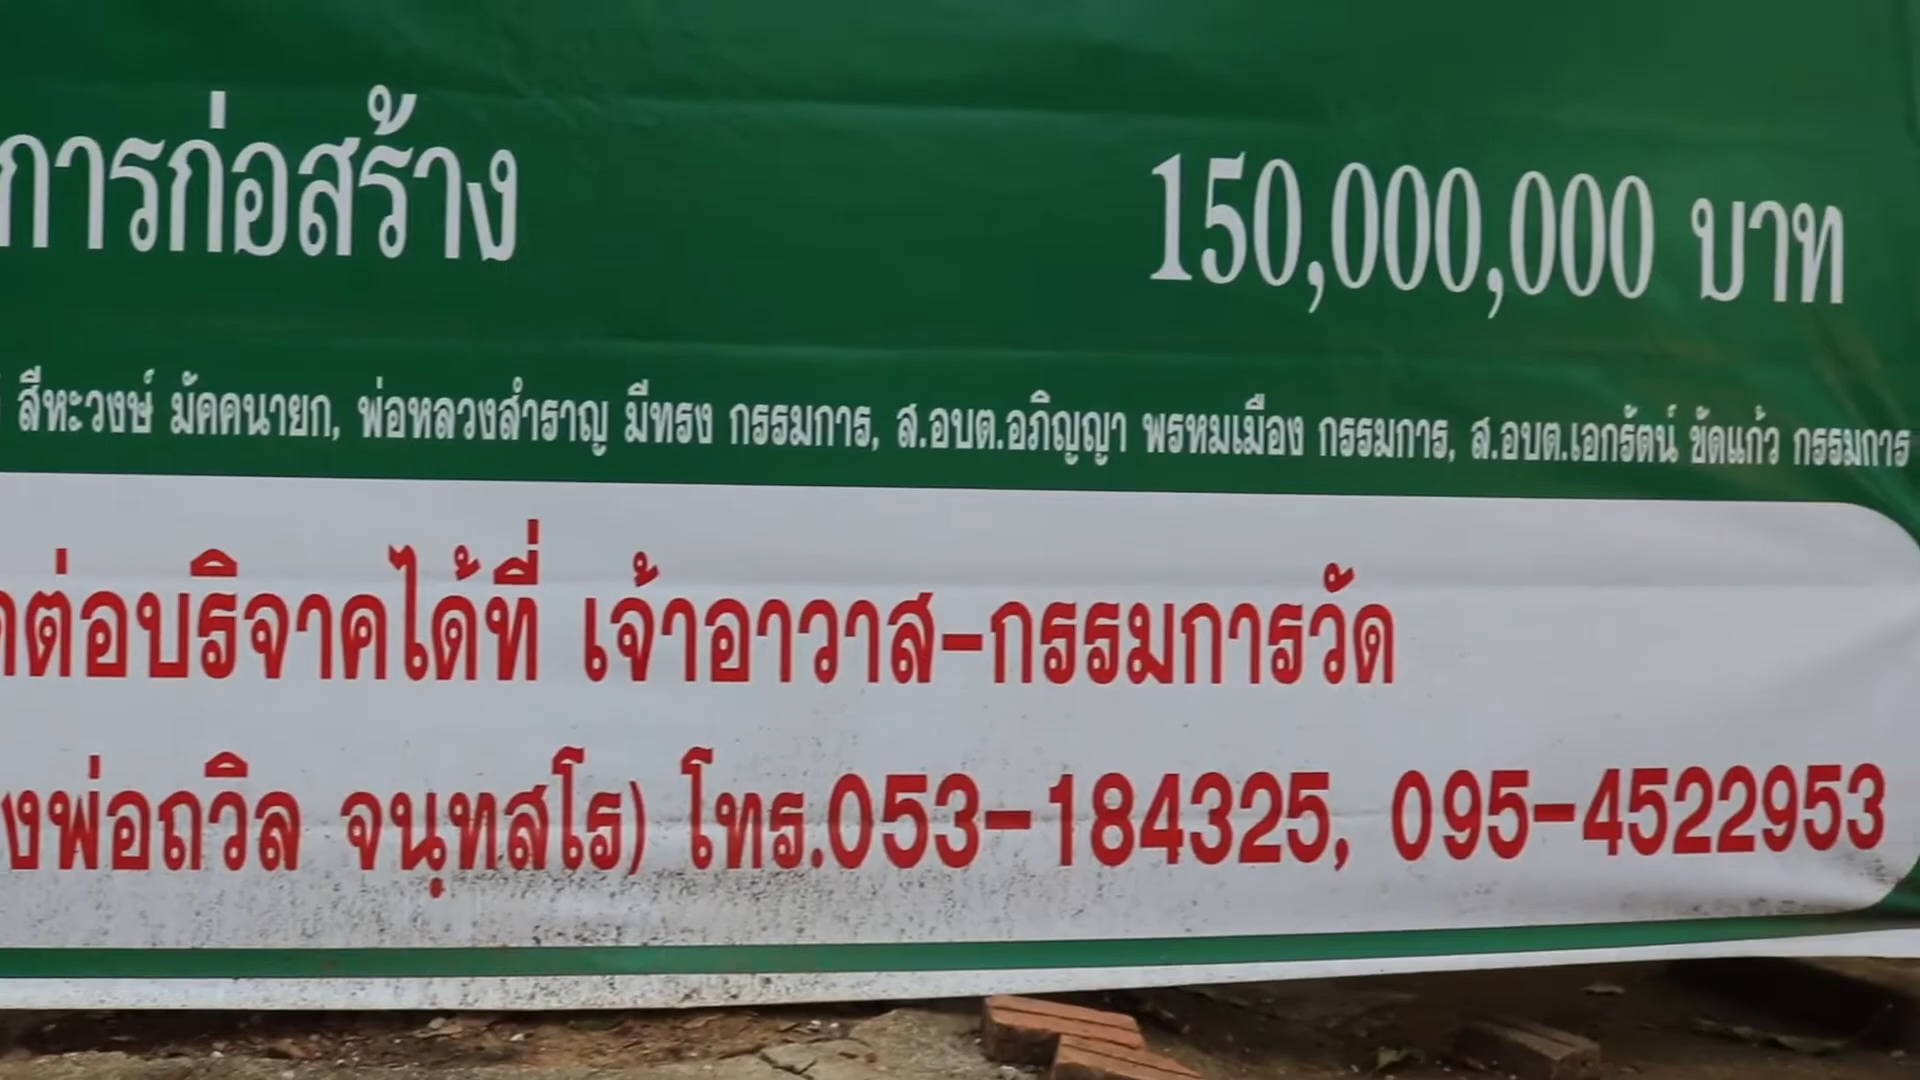 การก่อสร้าง 150,000,000 บาท
สีหะวงษ์ มัคคนายก, พ่อหลวงสำราญ มีทรง กรรมการ, ส.อบต.อภิญญา พรหมเมือง กรรมการ, ส.อบต.เอกรัตน์ ขัดแก้ว กรรมการ
ต่อบริจาคได้ที่ เจ้าอาวาส-กรรมการวัด
งพ่อถวิล จนฺทสโร) โทร.053-184325, 095-4522953